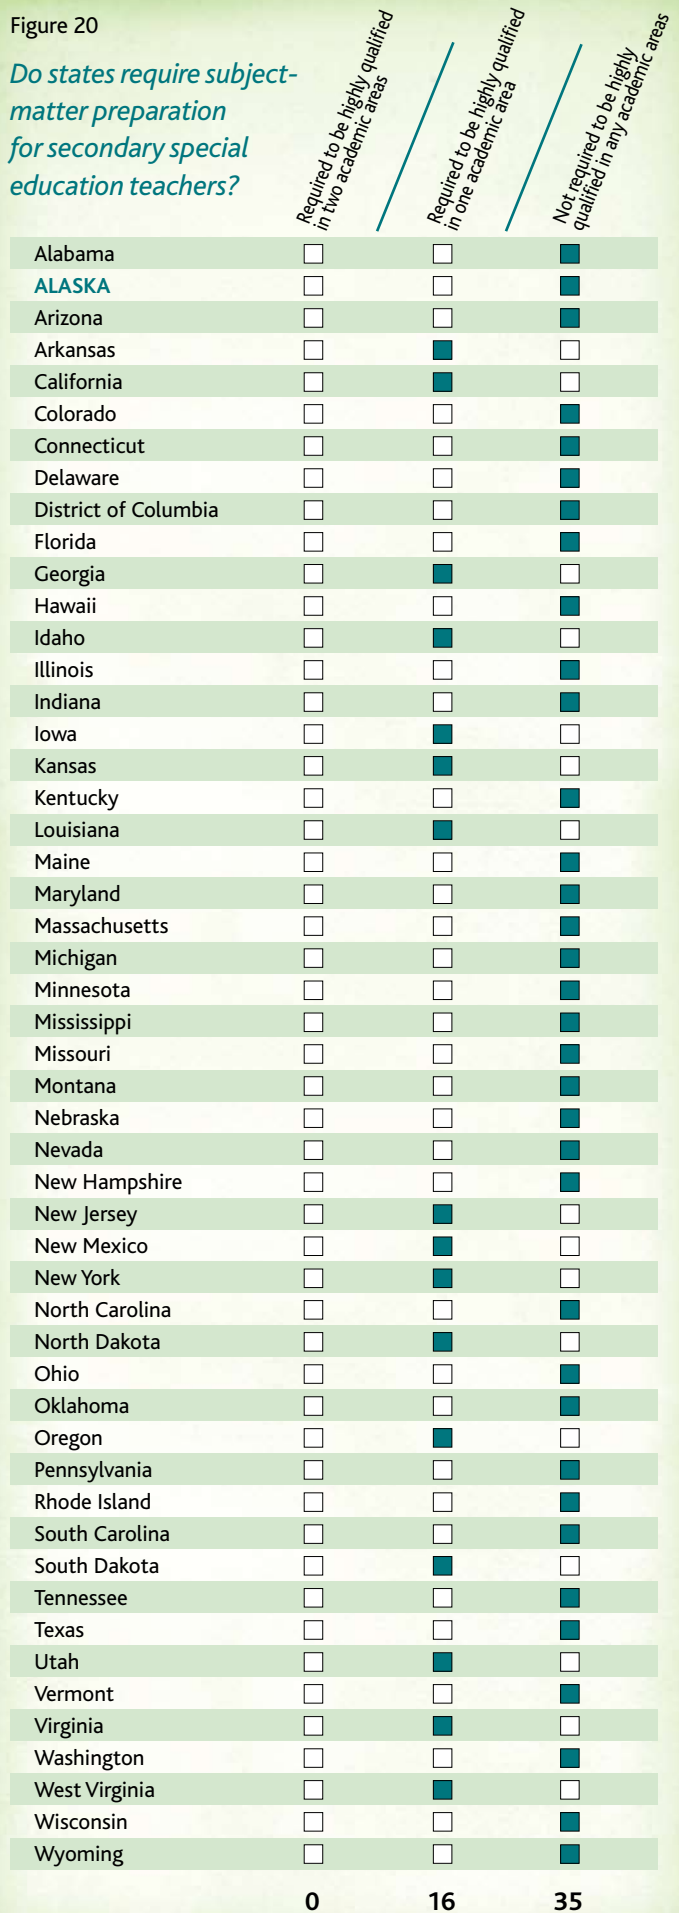 Figure 20
Do states require subject-
matter preparation
for secondary special
education teachers?
Required to be highly qualified
in two academic areas
Required to be highly qualified
in one academic area
Not required to be highly
qualified in any academic areas
Alabama
ALASKA
Arizona
Arkansas
California
Colorado
Connecticut
Delaware
District of Columbia
Florida
Georgia
Hawaii
Idaho
Illinois
Indiana
Iowa
Kansas
Kentucky
Louisiana
Maine
Maryland
Massachusetts
Michigan
Minnesota
Mississippi
Missouri
Montana
Nebraska
Nevada
New Hampshire
New Jersey
New Mexico
New York
North Carolina
North Dakota
Ohio
Oklahoma
Oregon
Pennsylvania
Rhode Island
South Carolina
South Dakota
Tennessee
Texas
Utah
Vermont
Virginia
Washington
West Virginia
Wisconsin
Wyoming
0 16 35